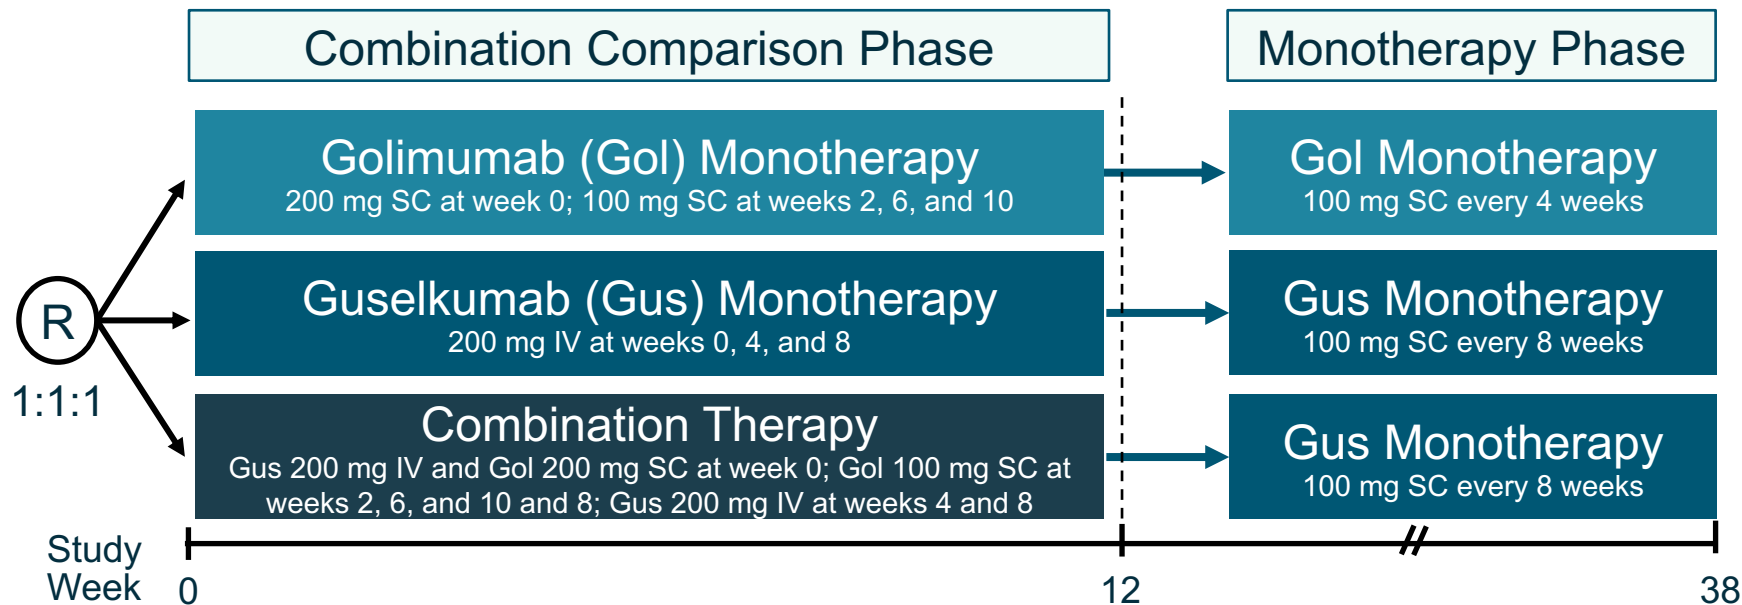 Combination Comparison Phase
Monotherapy Phase
Golimumab (Gol) Monotherapy
200 mg SC at week 0; 100 mg SC at weeks 2, 6, and 10
Gol Monotherapy
100 mg SC every 4 weeks
R
1:1:1
Guselkumab (Gus) Monotherapy
200 mg IV at weeks 0, 4, and 8
Gus Monotherapy
100 mg SC every 8 weeks
Combination Therapy
Gus 200 mg IV and Gol 200 mg SC at week 0; Gol 100 mg SC at
weeks 2, 6, and 10 and 8; Gus 200 mg IV at weeks 4 and 8
Gus Monotherapy
100 mg SC every 8 weeks
Study
Week
0
12
38